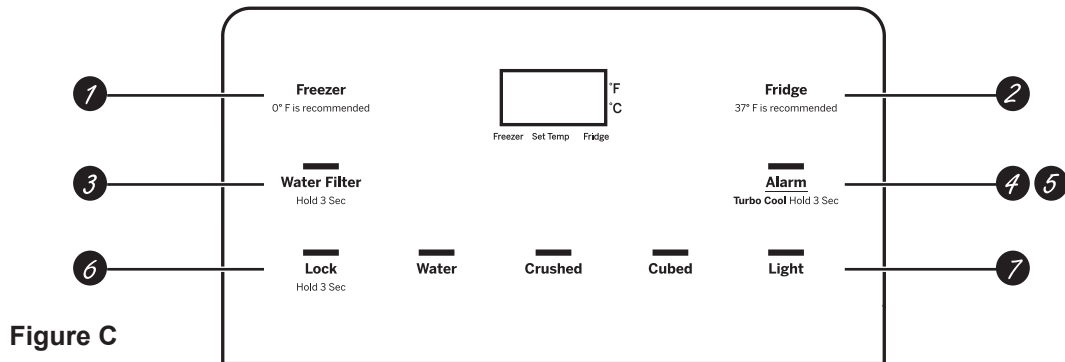 1
Freezer
0° F is recommended
°F
°C
Freezer Set Temp Fridge
Fridge
37° F is recommended
2
3
Water Filter
Hold 3 Sec
Alarm
Turbo Cool Hold 3 Sec
4 5
6
Lock
Hold 3 Sec
Water
Crushed
Cubed
Light
7
Figure C